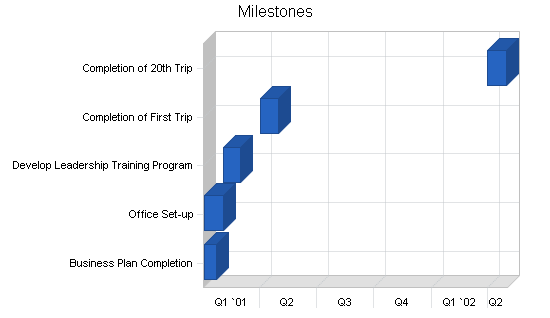 Milestones
Completion of 20th Trip
Completion of First Trip
Develop Leadership Training Program
Office Set-up
Business Plan Completion
Q1 `01 Q2 Q3 Q4 Q1 `02 Q2